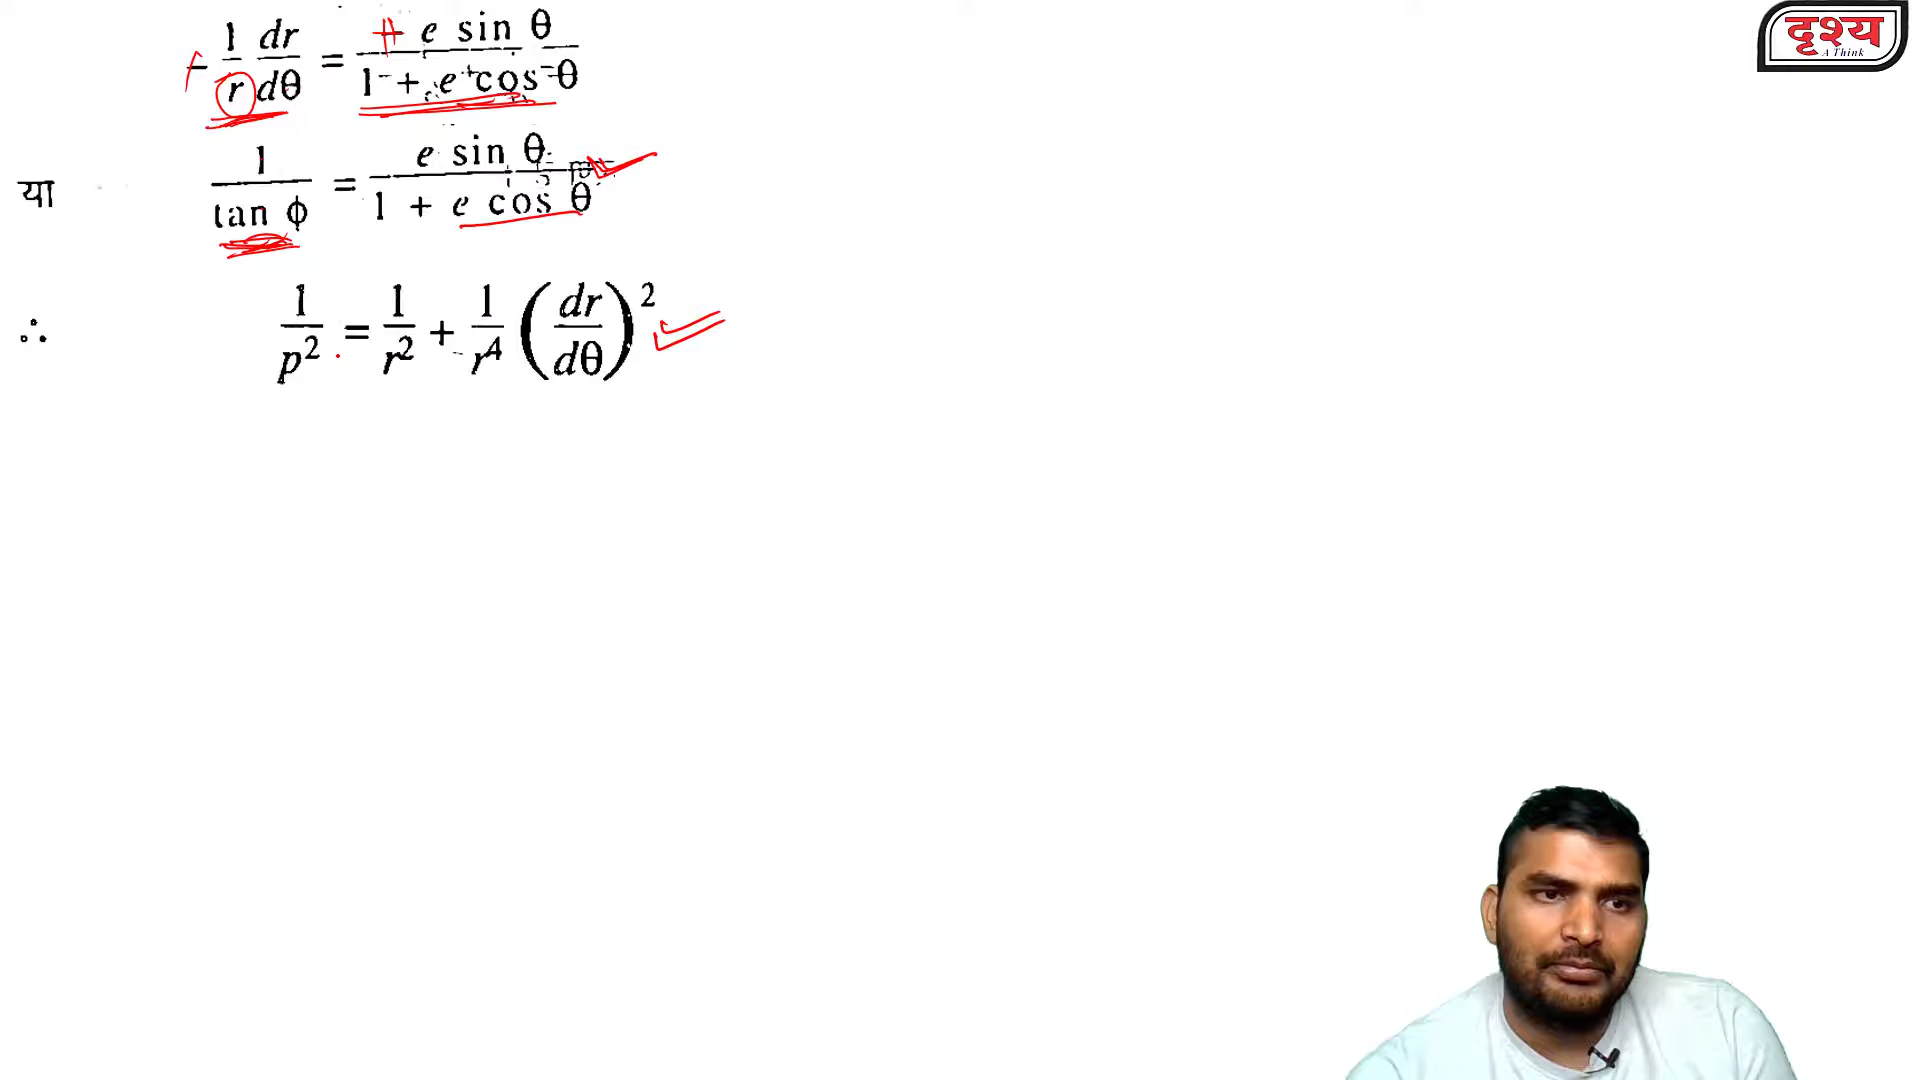 दृश्य
A Think
- 1/r dr/dθ = + e sin θ / 1 + e cos θ
या 1/tan ϕ = e sin θ / 1 + e cos θ
∴ 1/p² = 1/r² + 1/r⁴ (dr/dθ)²